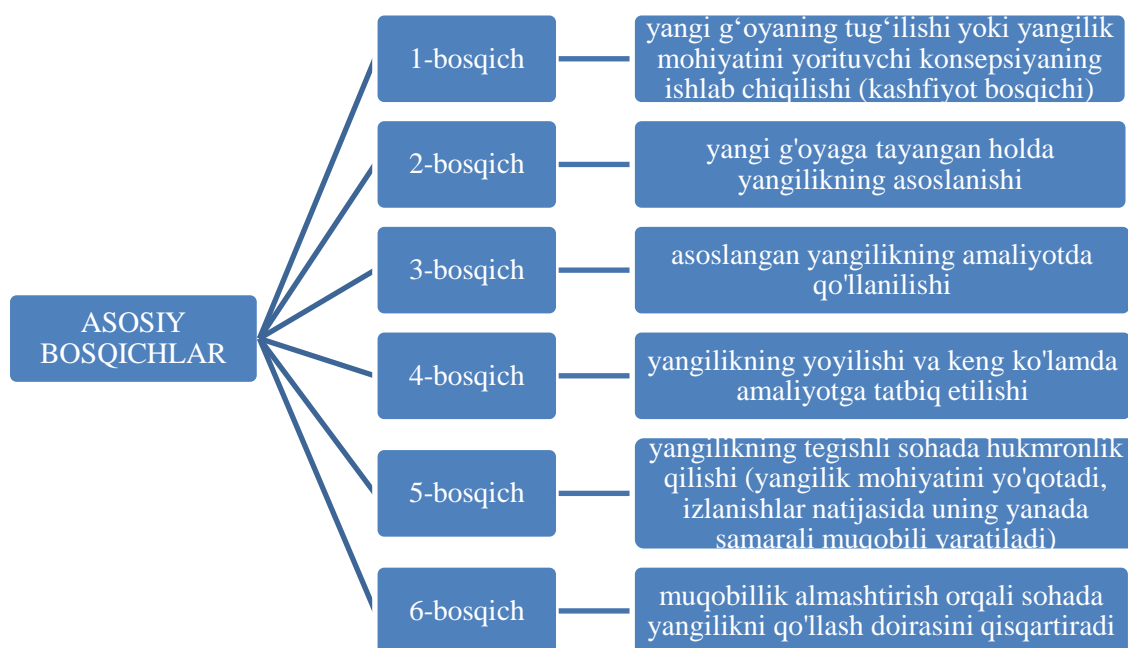 ASOSIY
BOSQICHLAR
1-bosqich
yangi g‘oyaning tug‘ilishi yoki yangilik
mohiyatini yorituvchi konsepsiyaning
ishlab chiqilishi (kashfiyot bosqichi)
2-bosqich
yangi g'oyaga tayangan holda
yangilikning asoslanishi
3-bosqich
asoslangan yangilikning amaliyotda
qo'llanilishi
4-bosqich
yangilikning yoyilishi va keng ko'lamda
amaliyotga tatbiq etilishi
5-bosqich
yangilikning tegishli sohada hukmronlik
qilishi (yangilik mohiyatini yo'qotadi,
izlanishlar natijasida uning yanada
samarali muqobili yaratiladi)
6-bosqich
muqobillik almashtirish orqali sohada
yangilikni qo'llash doirasini qisqartiradi